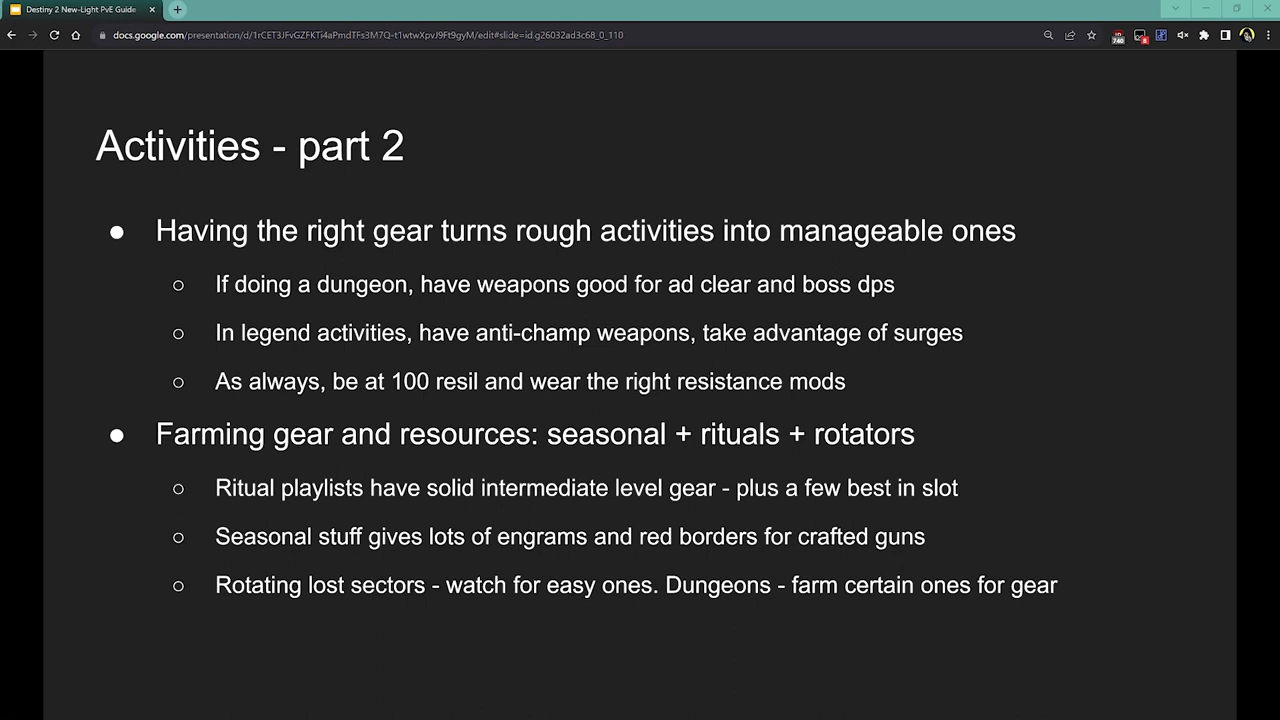 Destiny 2 New-Light PvE Guide
docs.google.com/presentation/d/1rCET3JFvGZFKTi4aPmdTFs3M7Q-t1wtwXpvJ9Ft9gyM/edit#slide=id.g26032ad3c68_0_110
740
8
Activities - part 2
● Having the right gear turns rough activities into manageable ones
○ If doing a dungeon, have weapons good for ad clear and boss dps
○ In legend activities, have anti-champ weapons, take advantage of surges
○ As always, be at 100 resil and wear the right resistance mods
● Farming gear and resources: seasonal + rituals + rotators
○ Ritual playlists have solid intermediate level gear - plus a few best in slot
○ Seasonal stuff gives lots of engrams and red borders for crafted guns
○ Rotating lost sectors - watch for easy ones. Dungeons - farm certain ones for gear